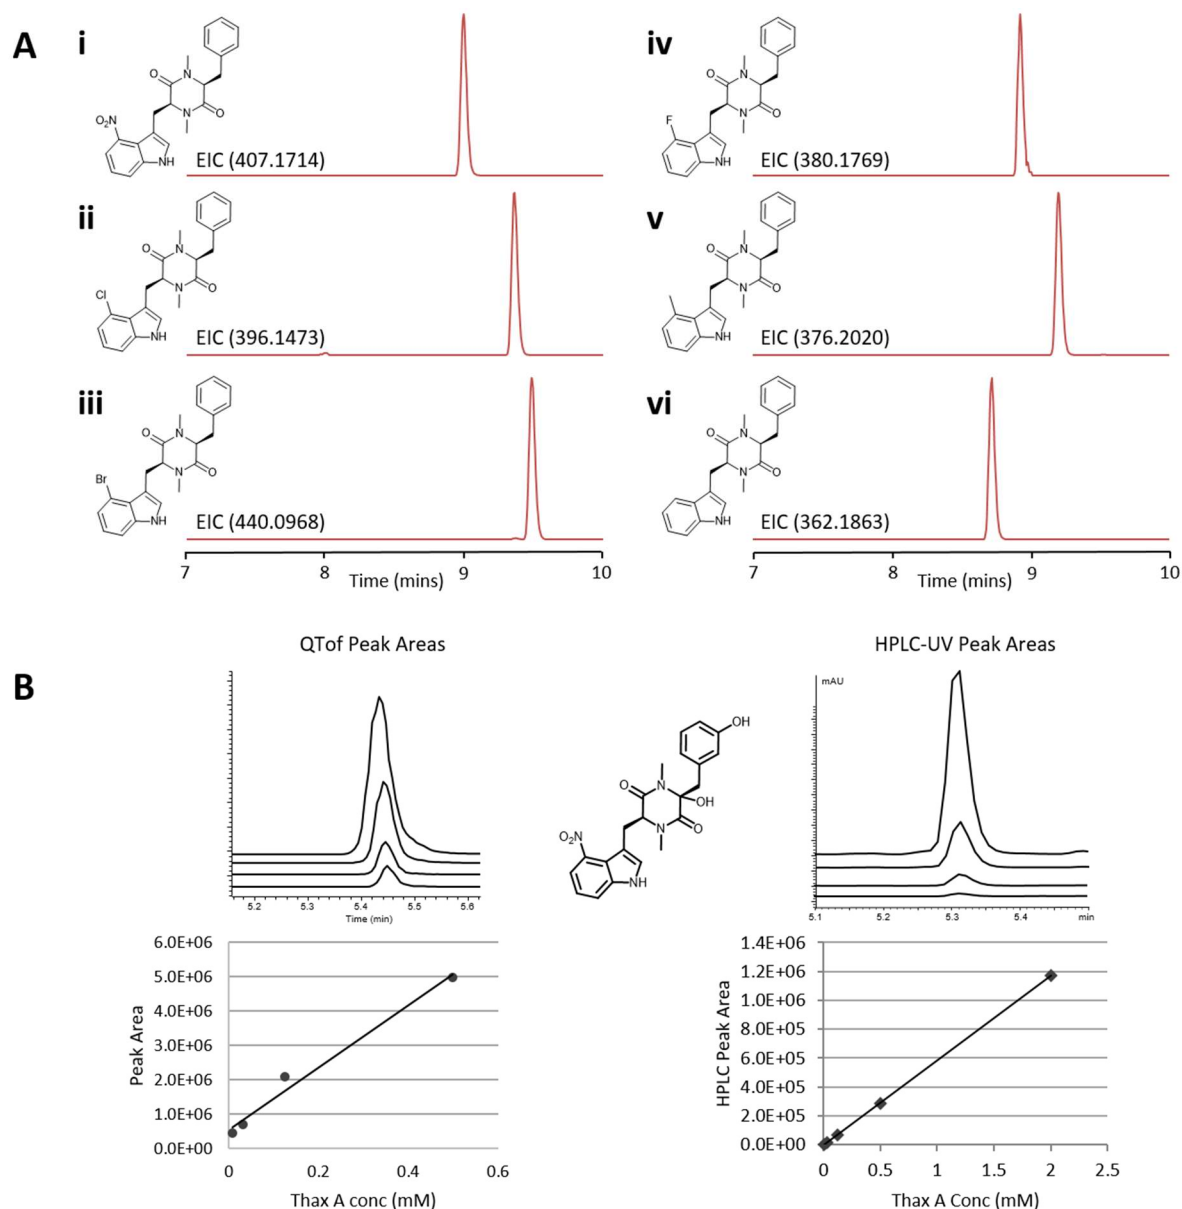 A
i
O
N
N
O
O₂N
NH
EIC (407.1714)
iv
O
N
N
O
F
NH
EIC (380.1769)
ii
O
N
N
O
Cl
NH
EIC (396.1473)
v
O
N
N
O
NH
EIC (376.2020)
iii
O
N
N
O
Br
NH
EIC (440.0968)
vi
O
N
N
O
NH
EIC (362.1863)
7 8 9 10
Time (mins)
7 8 9 10
Time (mins)
B
QTof Peak Areas
5.2 5.3 5.4 5.5 5.6
Time (min)
OH
O
N
OH
N
O
O₂N
NH
HPLC-UV Peak Areas
mAU
5.1 5.2 5.3 5.4 min
6.0E+06
5.0E+06
4.0E+06
3.0E+06
2.0E+06
1.0E+06
0.0E+00
Peak Area
0 0.2 0.4 0.6
Thax A conc (mM)
1.4E+06
1.2E+06
1.0E+06
8.0E+05
6.0E+05
4.0E+05
2.0E+05
0.0E+00
HPLC Peak Area
0 0.5 1 1.5 2 2.5
Thax A Conc (mM)